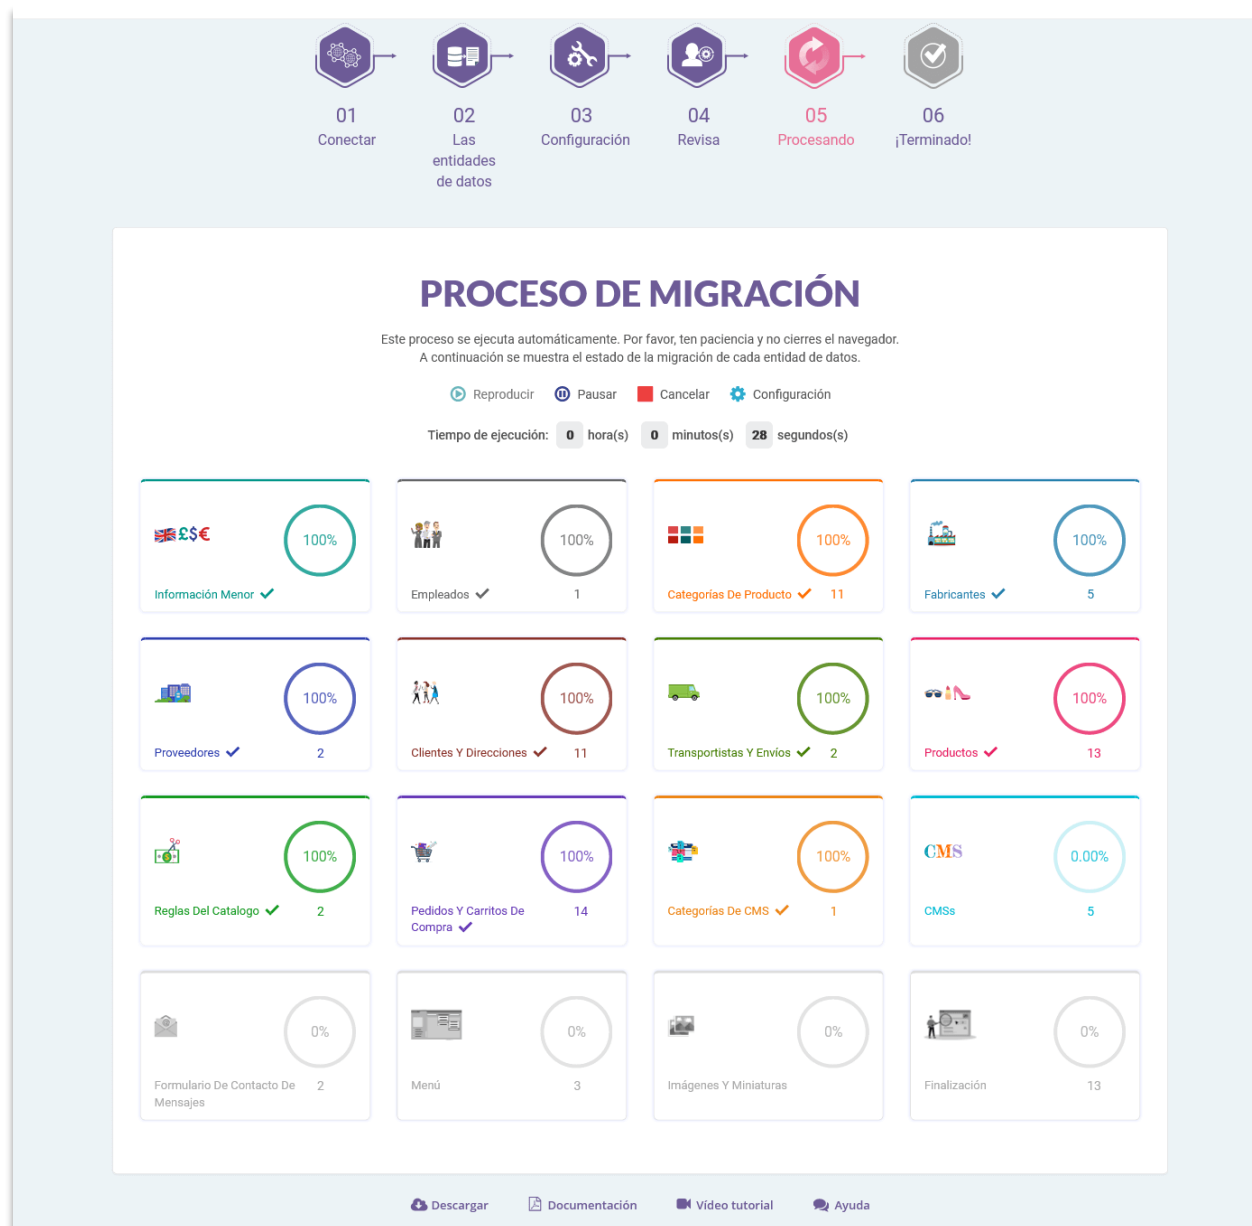 01
Conectar
02
Las
entidades
de datos
03
Configuración
04
Revisa
05
Procesando
06
¡Terminado!
PROCESO DE MIGRACIÓN
Este proceso se ejecuta automáticamente. Por favor, ten paciencia y no cierres el navegador.
A continuación se muestra el estado de la migración de cada entidad de datos.
Reproducir Pausar Cancelar Configuración
Tiempo de ejecución: 0 hora(s) 0 minutos(s) 28 segundos(s)
£$€
100%
Información Menor
100%
Empleados 1
100%
Categorías De Producto 11
100%
Fabricantes 5
100%
Proveedores 2
100%
Clientes Y Direcciones 11
100%
Transportistas Y Envíos 2
100%
Productos 13
100%
Reglas Del Catalogo 2
100%
Pedidos Y Carritos De 14
Compra
100%
Categorías De CMS 1
CMS
0.00%
CMSs 5
0%
Formulario De Contacto De 2
Mensajes
0%
Menú 3
0%
Imágenes Y Miniaturas
0%
Finalización 13
Descargar Documentación Vídeo tutorial Ayuda